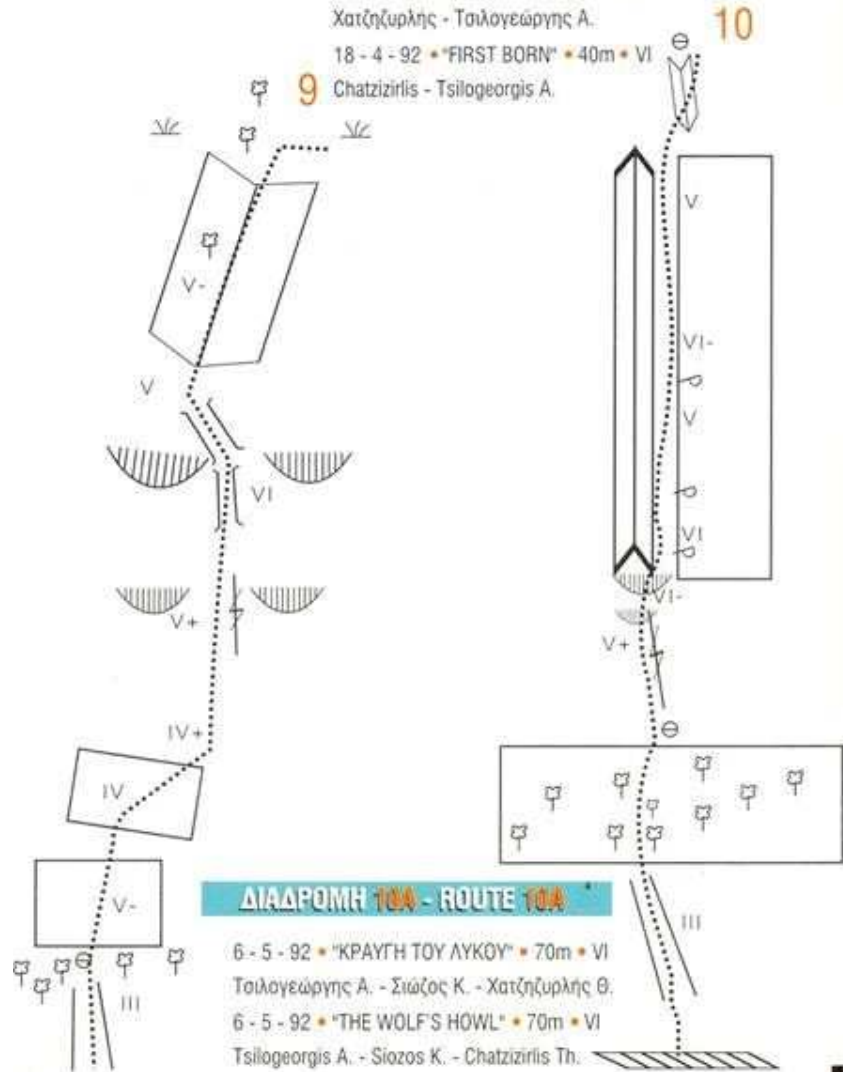 Χατζηζυρλής - Τσιλογεώργης Α.
10
18 - 4 - 92 • "FIRST BORN" • 40m • VI
9
Chatzizirlis - Tsilogeorgis A.
V
V-
VI-
V
V
VI
VI
VI-
V+
V+
IV+
IV
V-
III
III
ΔΙΑΔΡΟΜΗ 10A - ROUTE 10A
6 - 5 - 92 • "ΚΡΑΥΓΗ ΤΟΥ ΛΥΚΟΥ" • 70m • VI
Τσιλογεώργης Α. - Σιώζος Κ. - Χατζηζυρλής Θ.
6 - 5 - 92 • "THE WOLF'S HOWL" • 70m • VI
Tsilogeorgis A. - Siozos K. - Chatzizirlis Th.